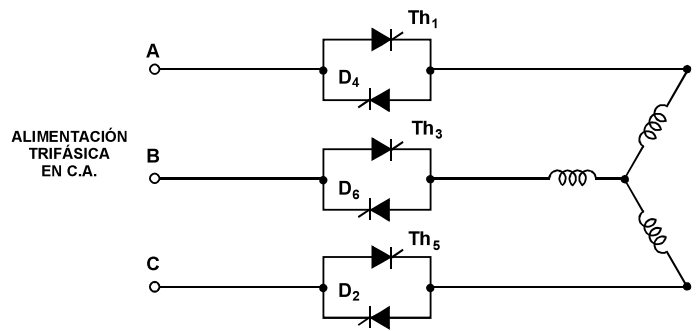 Th1
A
D4
ALIMENTACIÓN
TRIFÁSICA
EN C.A.
Th3
B
D6
Th5
C
D2